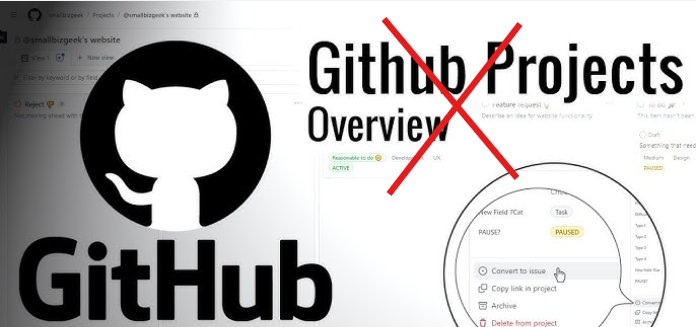 smallbizgeek / Projects / @smallbizgeek's website
@smallbizgeek's website
View 1
+ New view
Filter by keyword or by field
Reject
GitHub
Github Projects
Overview
Feature request
Describe an idea for website functionality
This item hasn't been
Draft
Something that need
Medium Design
PAUSED
Reasonable to do Development UX
ACTIVE
New Field ?Cat Task
PAUSE? PAUSED
Convert to issue
Copy link in project
Archive
Delete from project